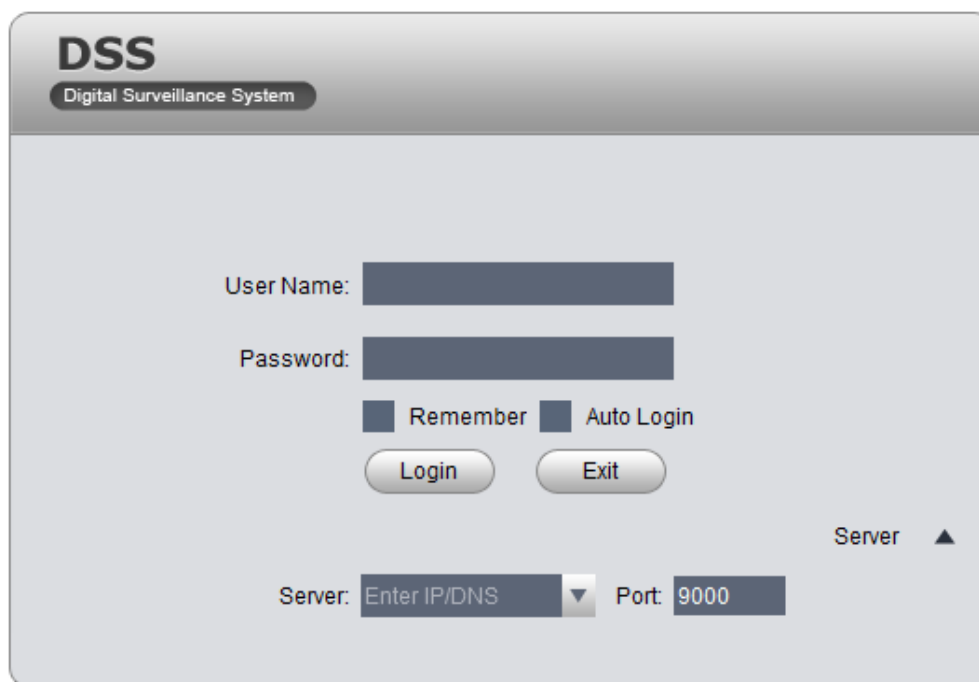 DSS
Digital Surveillance System
User Name:
Password:
Remember Auto Login
Login Exit
Server
Server: Enter IP/DNS Port: 9000